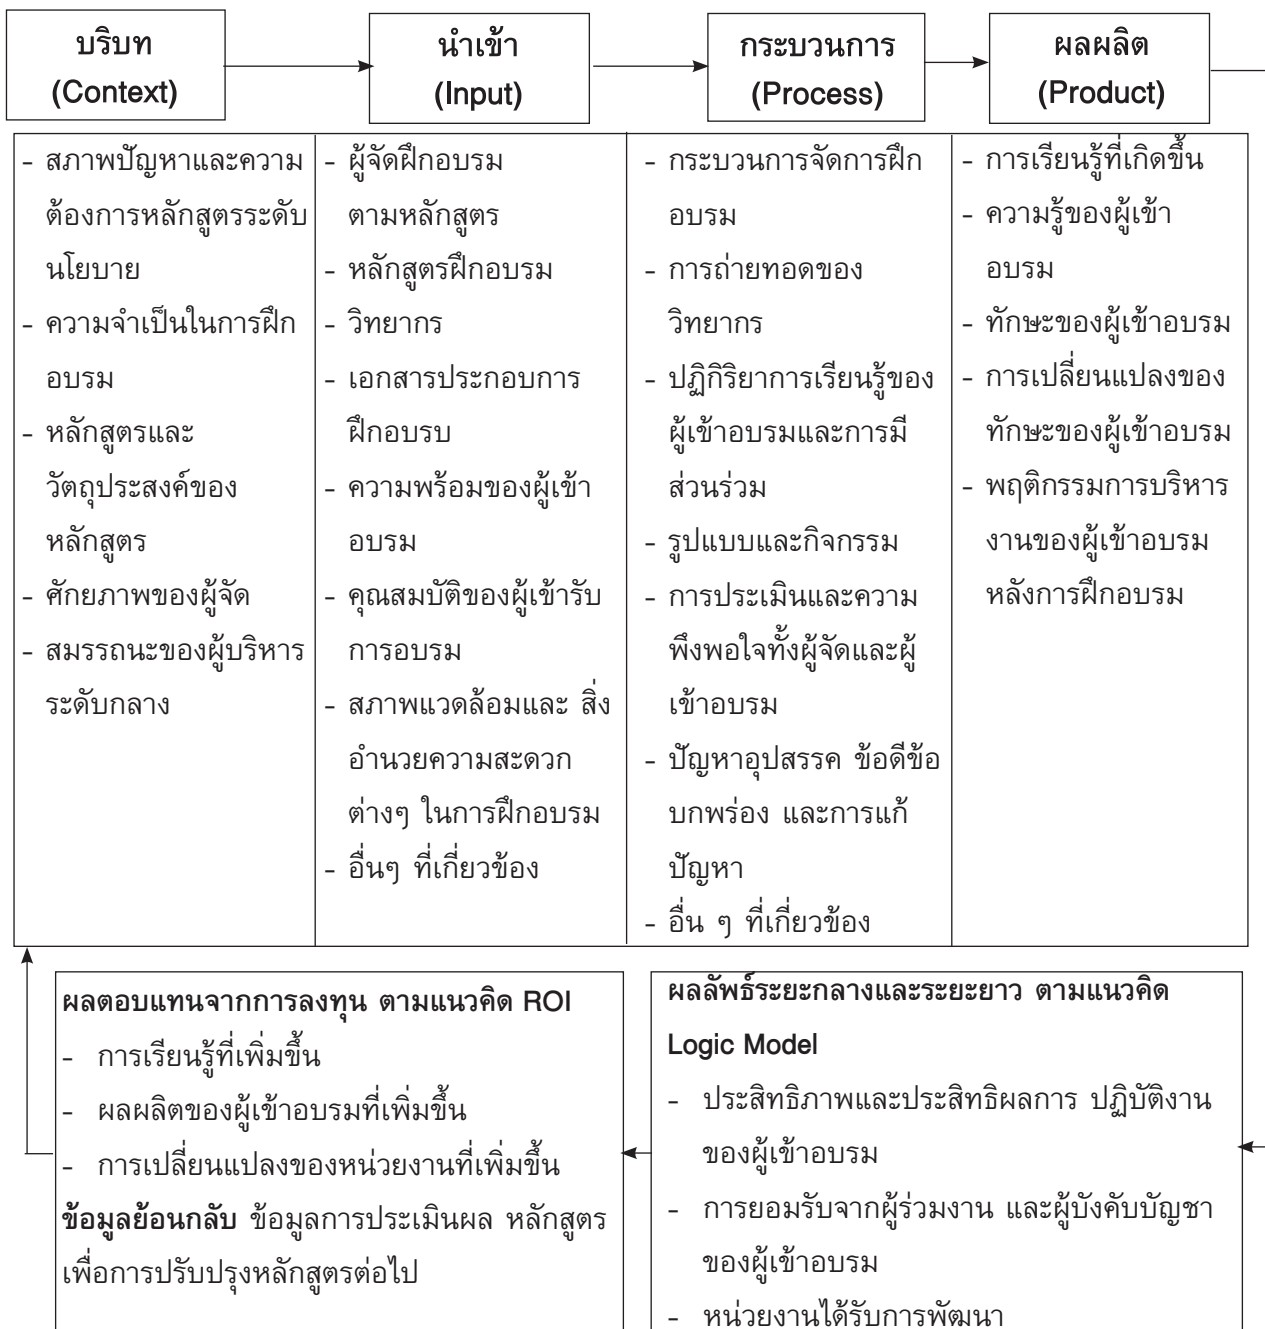 บริบท
(Context)
นำเข้า
(Input)
กระบวนการ
(Process)
ผลผลิต
(Product)
- สภาพปัญหาและความ
ต้องการหลักสูตรระดับ
นโยบาย
- ความจำเป็นในการฝึก
อบรม
- หลักสูตรและ
วัตถุประสงค์ของ
หลักสูตร
- ศักยภาพของผู้จัด
- สมรรถนะของผู้บริหาร
ระดับกลาง
- ผู้จัดฝึกอบรม
ตามหลักสูตร
- หลักสูตรฝึกอบรม
- วิทยากร
- เอกสารประกอบการ
ฝึกอบรบ
- ความพร้อมของผู้เข้า
อบรม
- คุณสมบัติของผู้เข้ารับ
การอบรม
- สภาพแวดล้อมและ สิ่ง
อำนวยความสะดวก
ต่างๆ ในการฝึกอบรม
- อื่นๆ ที่เกี่ยวข้อง
- กระบวนการจัดการฝึก
อบรม
- การถ่ายทอดของ
วิทยากร
- ปฏิกิริยาการเรียนรู้ของ
ผู้เข้าอบรมและการมี
ส่วนร่วม
- รูปแบบและกิจกรรม
- การประเมินและความ
พึงพอใจทั้งผู้จัดและผู้
เข้าอบรม
- ปัญหาอุปสรรค ข้อดีข้อ
บกพร่อง และการแก้
ปัญหา
- อื่น ๆ ที่เกี่ยวข้อง
- การเรียนรู้ที่เกิดขึ้น
- ความรู้ของผู้เข้า
อบรม
- ทักษะของผู้เข้าอบรม
- การเปลี่ยนแปลงของ
ทักษะของผู้เข้าอบรม
- พฤติกรรมการบริหาร
งานของผู้เข้าอบรม
หลังการฝึกอบรม
ผลตอบแทนจากการลงทุน ตามแนวคิด ROI
- การเรียนรู้ที่เพิ่มขึ้น
- ผลผลิตของผู้เข้าอบรมที่เพิ่มขึ้น
- การเปลี่ยนแปลงของหน่วยงานที่เพิ่มขึ้น
ข้อมูลย้อนกลับ ข้อมูลการประเมินผล หลักสูตร
เพื่อการปรับปรุงหลักสูตรต่อไป
ผลลัพธ์ระยะกลางและระยะยาว ตามแนวคิด
Logic Model
- ประสิทธิภาพและประสิทธิผลการ ปฏิบัติงาน
ของผู้เข้าอบรม
- การยอมรับจากผู้ร่วมงาน และผู้บังคับบัญชา
ของผู้เข้าอบรม
- หน่วยงานได้รับการพัฒนา